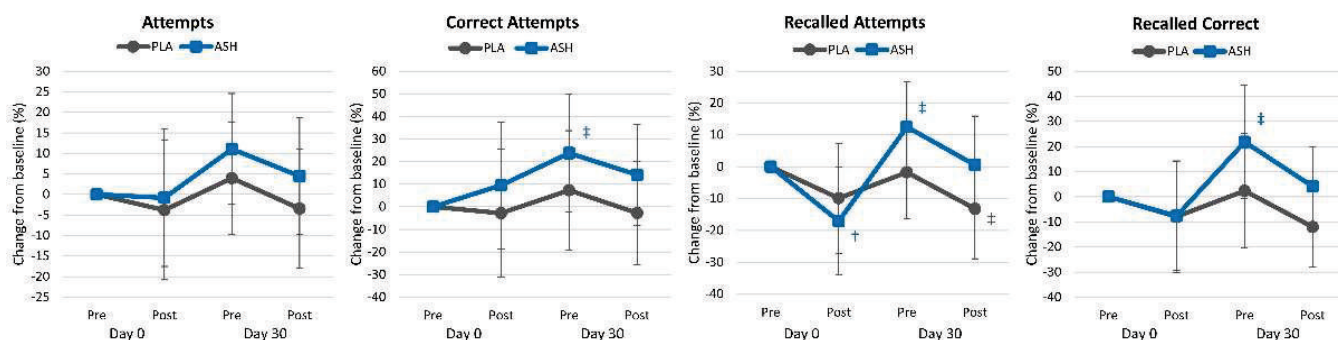 Attempts
PLA ASH
Change from baseline (%)
30
25
20
15
10
5
0
-5
-10
-15
-20
-25
Pre Post Pre Post
Day 0 Day 30
Correct Attempts
PLA ASH
Change from baseline (%)
60
50
40
30
20
10
0
-10
-20
-30
-40
‡
Pre Post Pre Post
Day 0 Day 30
Recalled Attempts
PLA ASH
Change from baseline (%)
30
20
10
0
-10
-20
-30
-40
‡
†
‡
Pre Post Pre Post
Day 0 Day 30
Recalled Correct
PLA ASH
Change from baseline (%)
50
40
30
20
10
0
-10
-20
-30
-40
‡
Pre Post Pre Post
Day 0 Day 30